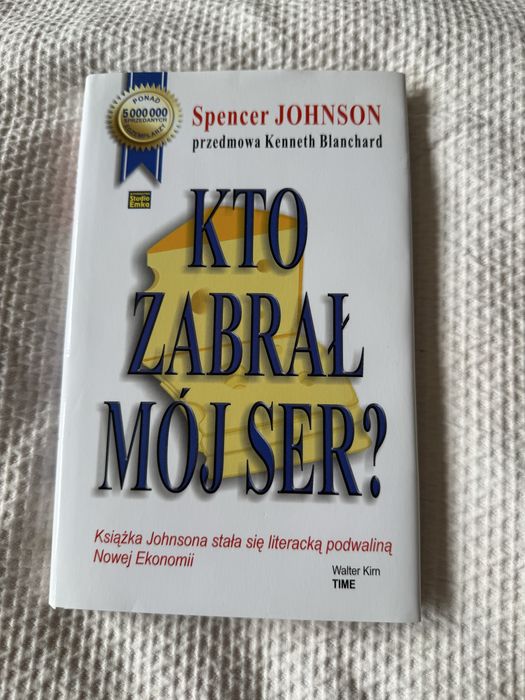 PONAD
5 000 000
SPRZEDANYCH
EGZEMPLARZY
Spencer JOHNSON
przedmowa Kenneth Blanchard
Studio
Emka
KTO
ZABRAŁ
MÓJ SER?
Książka Johnsona stała się literacką podwaliną
Nowej Ekonomii
Walter Kirn
TIME